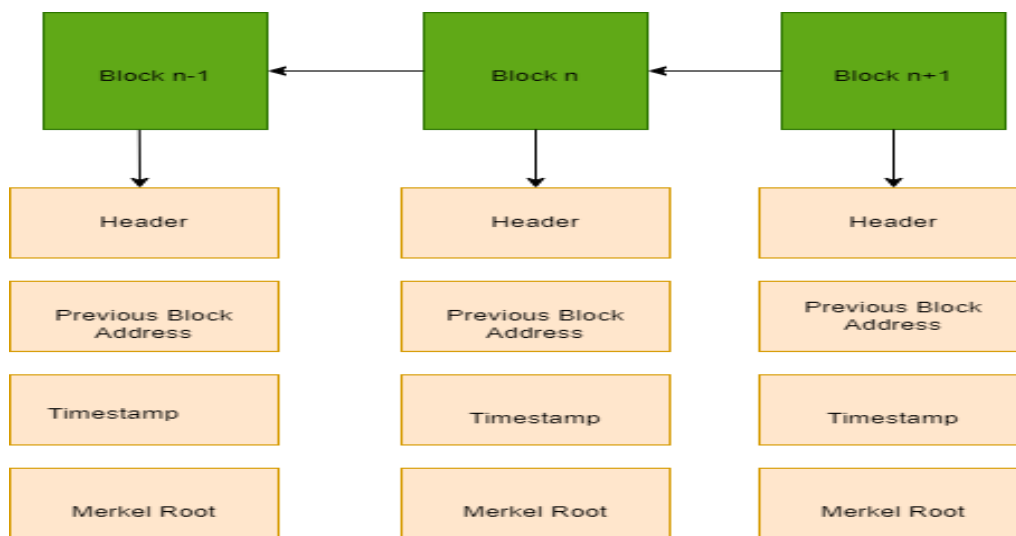 Block n-1
Block n
Block n+1
Header
Header
Header
Previous Block
Address
Previous Block
Address
Previous Block
Address
Timestamp
Timestamp
Timestamp
Merkel Root
Merkel Root
Merkel Root